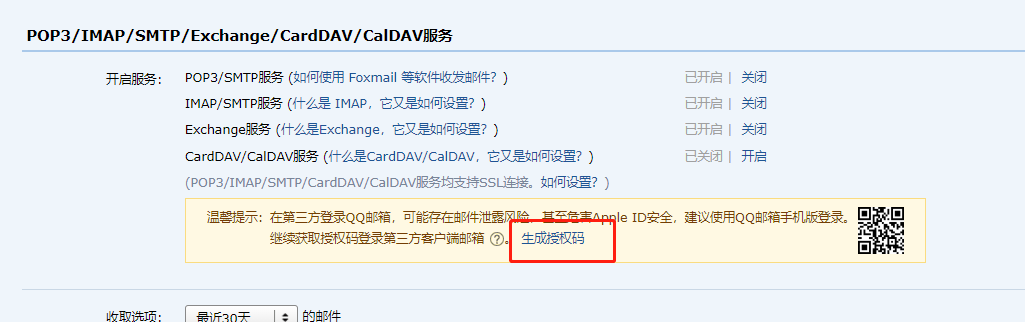 POP3/IMAP/SMTP/Exchange/CardDAV/CalDAV服务
开启服务： POP3/SMTP服务 (如何使用 Foxmail 等软件收发邮件？) 已开启 | 关闭
IMAP/SMTP服务 (什么是 IMAP，它又是如何设置？) 已开启 | 关闭
Exchange服务 (什么是Exchange，它又是如何设置？) 已开启 | 关闭
CardDAV/CalDAV服务 (什么是CardDAV/CalDAV，它又是如何设置？) 已关闭 | 开启
(POP3/IMAP/SMTP/CardDAV/CalDAV服务均支持SSL连接。如何设置？)
温馨提示：在第三方登录QQ邮箱，可能存在邮件泄露风险，甚至危害Apple ID安全，建议使用QQ邮箱手机版登录。
继续获取授权码登录第三方客户端邮箱 ? 。 生成授权码
收取选项： 最近30天 的邮件